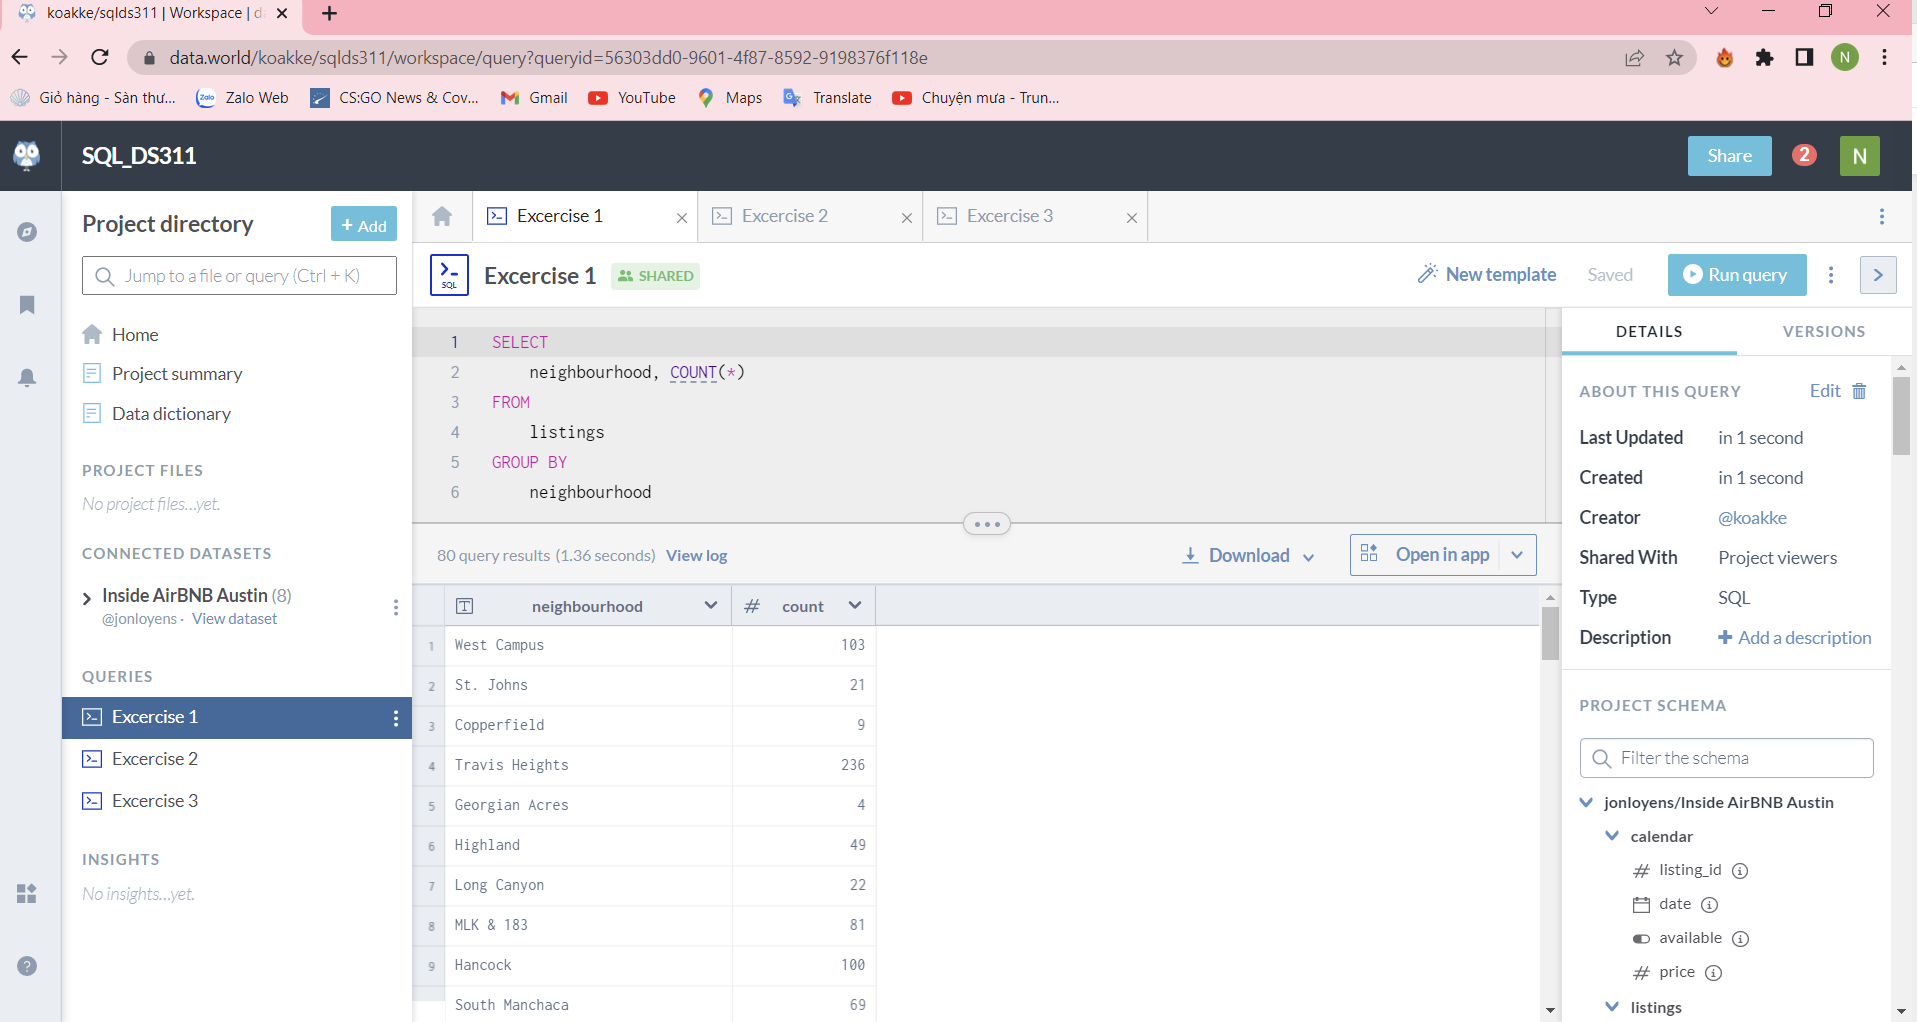 koakke/sqlds311 | Workspace | da
data.world/koakke/sqlds311/workspace/query?queryid=56303dd0-9601-4f87-8592-9198376f118e
N
Giỏ hàng - Sàn thư...
Zalo Web
CS:GO News & Cov...
Gmail
YouTube
Maps
Translate
Chuyện mưa - Trun...
SQL_DS311
Share
2
N
Project directory
+ Add
Jump to a file or query (Ctrl + K)
Home
Project summary
Data dictionary
PROJECT FILES
No project files...yet.
CONNECTED DATASETS
Inside AirBNB Austin (8)
@jonloyens · View dataset
QUERIES
Excercise 1
Excercise 2
Excercise 3
INSIGHTS
No insights...yet.
Excercise 1
Excercise 2
Excercise 3
SQL
Excercise 1
SHARED
New template
Saved
Run query
1 SELECT
2 neighbourhood, COUNT(*)
3 FROM
4 listings
5 GROUP BY
6 neighbourhood
80 query results (1.36 seconds) View log
Download
Open in app
neighbourhood # count
1 West Campus 103
2 St. Johns 21
3 Copperfield 9
4 Travis Heights 236
5 Georgian Acres 4
6 Highland 49
7 Long Canyon 22
8 MLK & 183 81
9 Hancock 100
South Manchaca 69
DETAILS
VERSIONS
ABOUT THIS QUERY
Edit
Last Updated in 1 second
Created in 1 second
Creator @koakke
Shared With Project viewers
Type SQL
Description + Add a description
PROJECT SCHEMA
Filter the schema
jonloyens/Inside AirBNB Austin
calendar
# listing_id
date
available
# price
listings